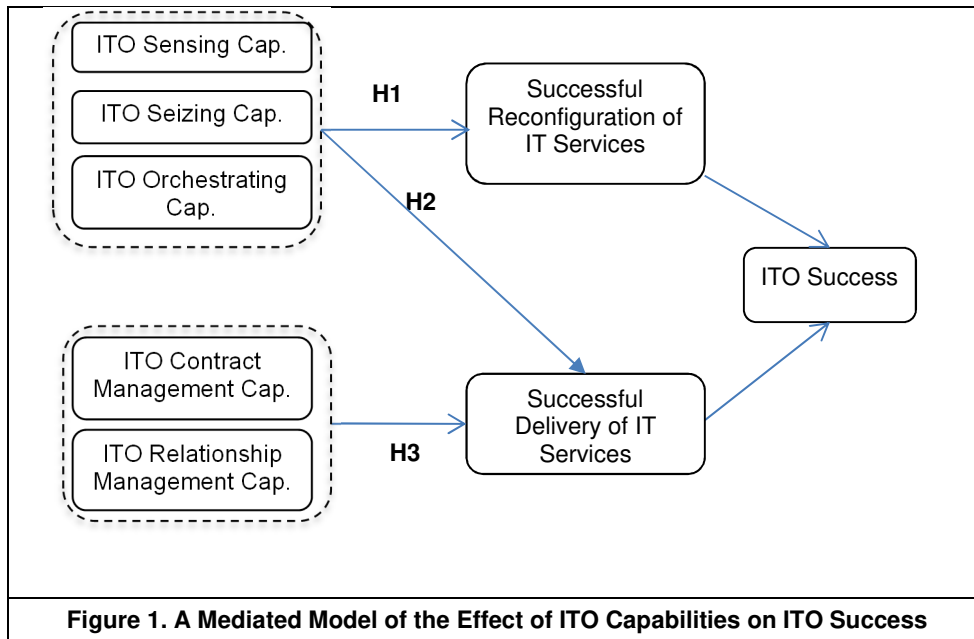 ITO Sensing Cap.
ITO Seizing Cap.
ITO Orchestrating
Cap.
H1
H2
Successful
Reconfiguration of
IT Services
ITO Success
ITO Contract
Management Cap.
ITO Relationship
Management Cap.
H3
Successful
Delivery of IT
Services
Figure 1. A Mediated Model of the Effect of ITO Capabilities on ITO Success